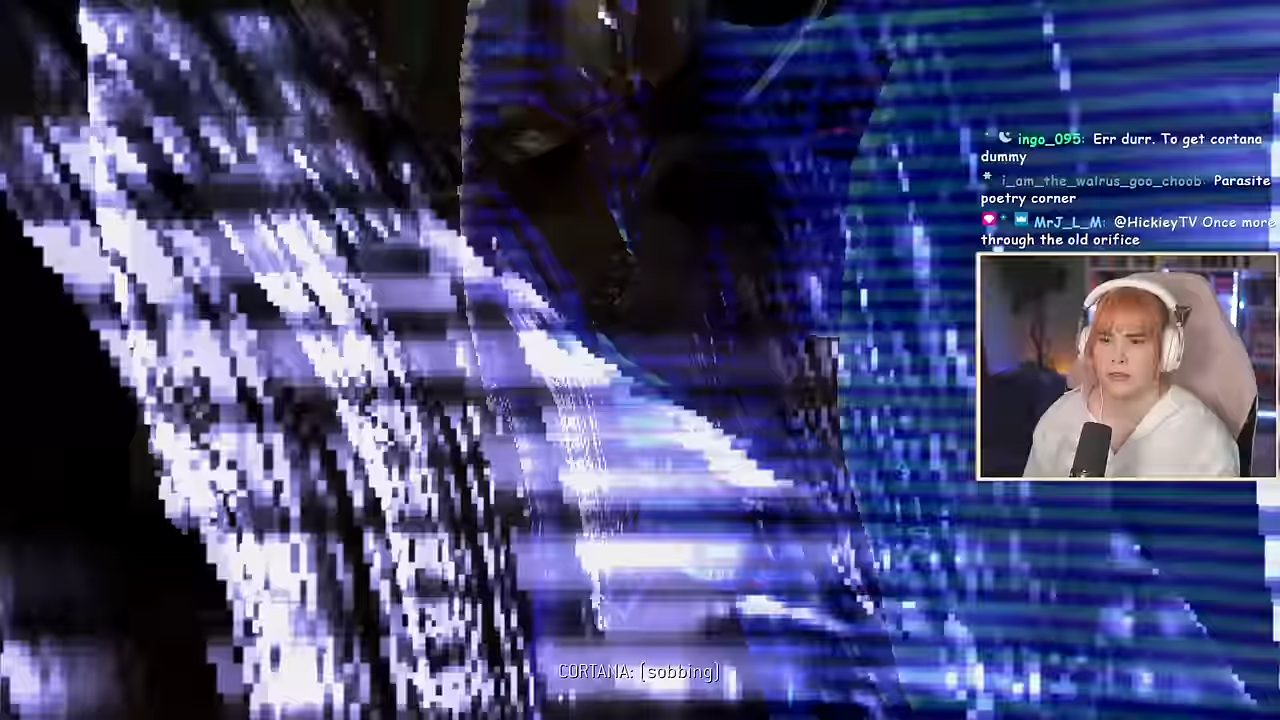 ingo_095: Err durr. To get cortana
dummy
i_am_the_walrus_goo_choob: Parasite
poetry corner
MrJ_L_M: @HickieyTV Once more
through the old orifice
CORTANA: [sobbing]